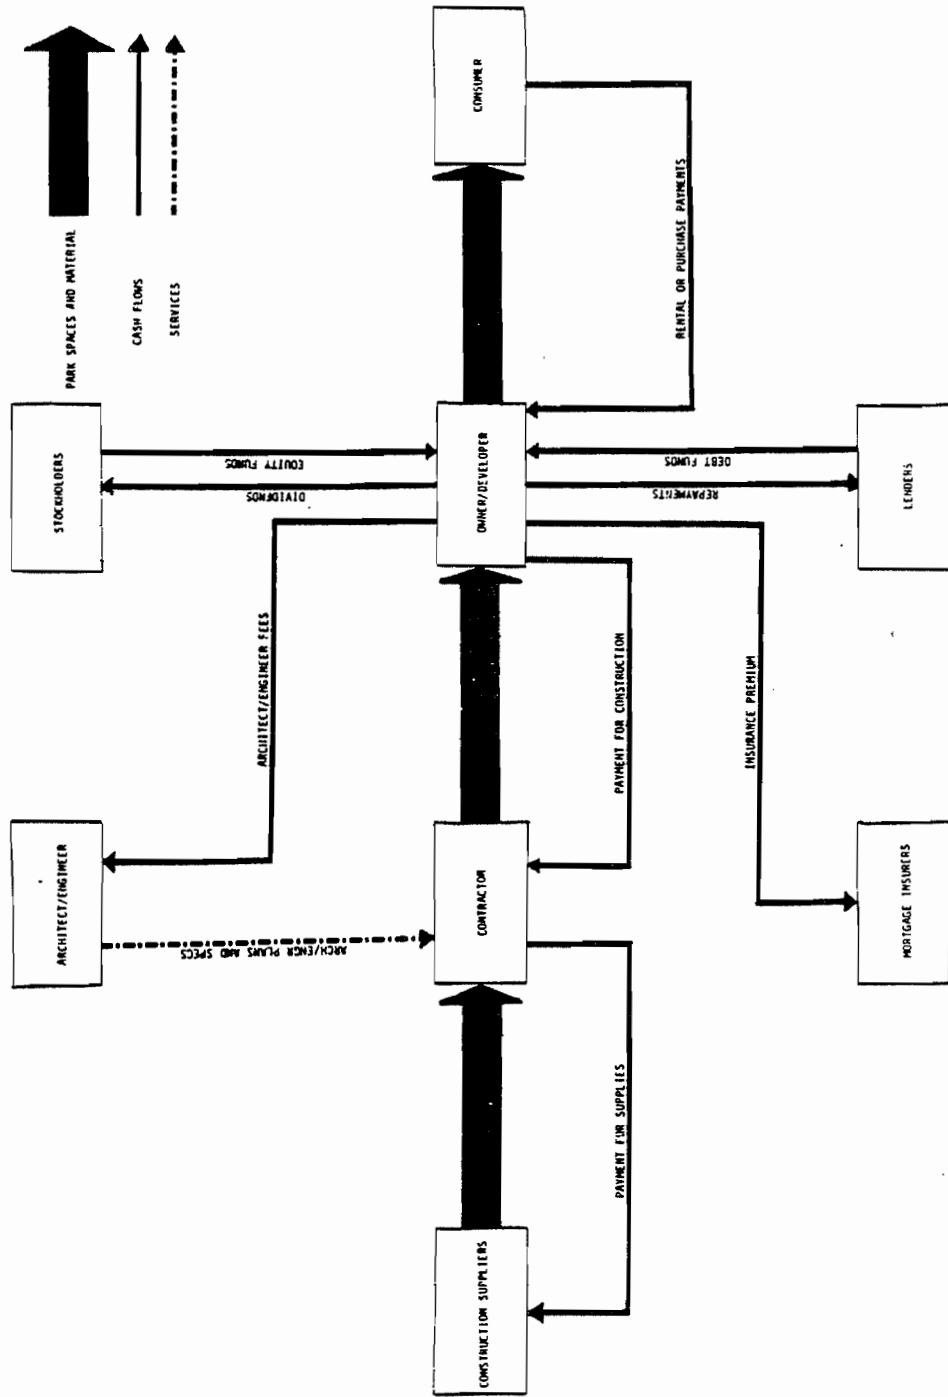 PARK SPACES AND MATERIAL
CASH FLOWS
SERVICES
ARCHITECT/ENGINEER
STOCKHOLDERS
ARCHITECT/ENGINEER FEES
ARCH/ENGR PLANS AND SPECS
DIVIDENDS
EQUITY FUNDS
CONSTRUCTION SUPPLIERS
CONTRACTOR
OWNER/DEVELOPER
CONSUMER
PAYMENT FOR SUPPLIES
PAYMENT FOR CONSTRUCTION
REPAYMENTS
DEBT FUNDS
RENTAL OR PURCHASE PAYMENTS
INSURANCE PREMIUM
MORTGAGE INSURERS
LENDERS